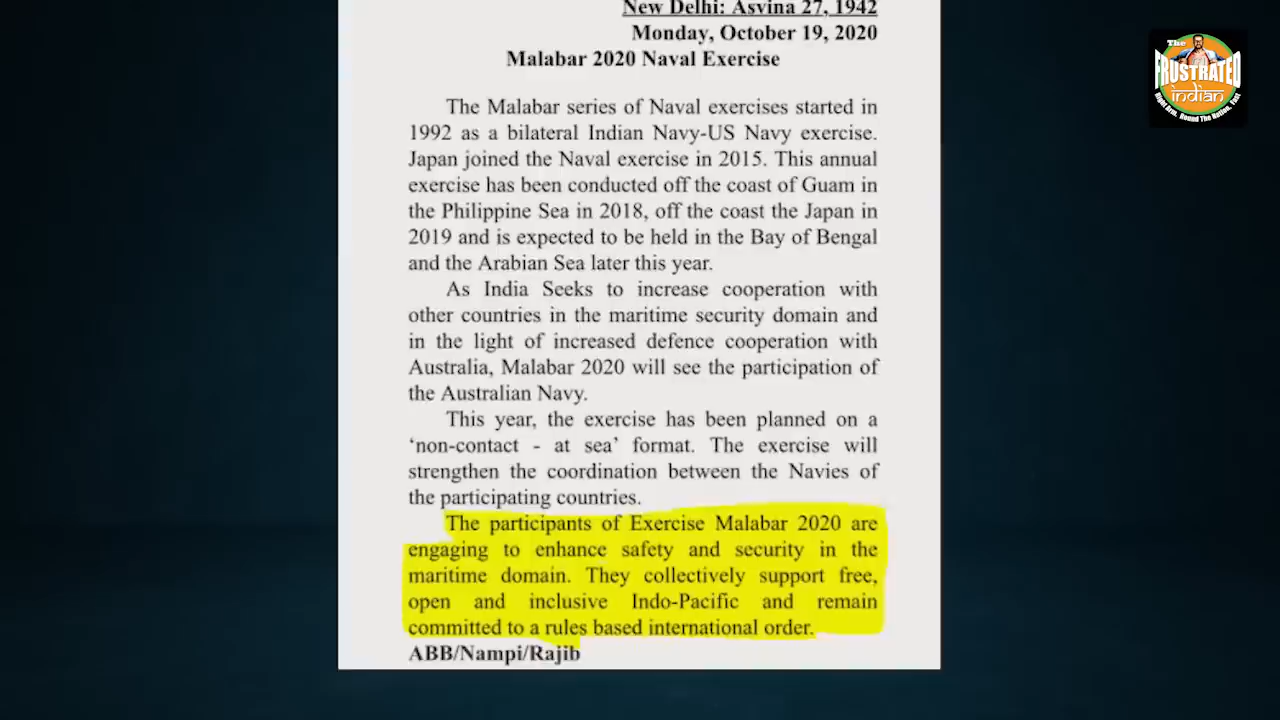 New Delhi: Asvina 27, 1942
Monday, October 19, 2020
Malabar 2020 Naval Exercise
The Malabar series of Naval exercises started in
1992 as a bilateral Indian Navy-US Navy exercise.
Japan joined the Naval exercise in 2015. This annual
exercise has been conducted off the coast of Guam in
the Philippine Sea in 2018, off the coast the Japan in
2019 and is expected to be held in the Bay of Bengal
and the Arabian Sea later this year.
As India Seeks to increase cooperation with
other countries in the maritime security domain and
in the light of increased defence cooperation with
Australia, Malabar 2020 will see the participation of
the Australian Navy.
This year, the exercise has been planned on a
‘non-contact - at sea’ format. The exercise will
strengthen the coordination between the Navies of
the participating countries.
The participants of Exercise Malabar 2020 are
engaging to enhance safety and security in the
maritime domain. They collectively support free,
open and inclusive Indo-Pacific and remain
committed to a rules based international order.
ABB/Nampi/Rajib
The
FRUSTRATED
indian
Right Arm. Round The Nation. Fast